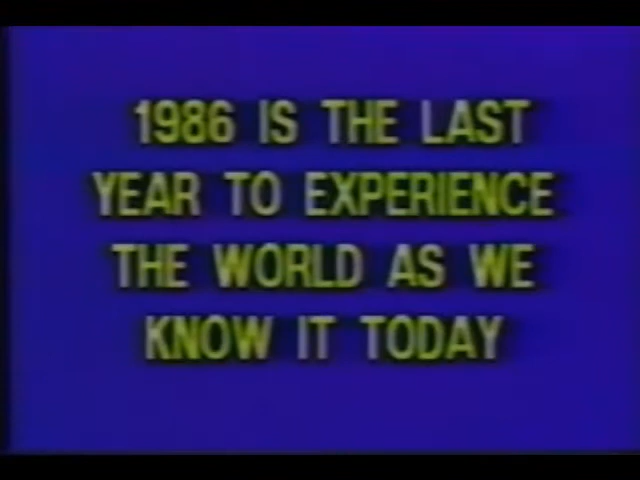 1986 IS THE LAST
YEAR TO EXPERIENCE
THE WORLD AS WE
KNOW IT TODAY